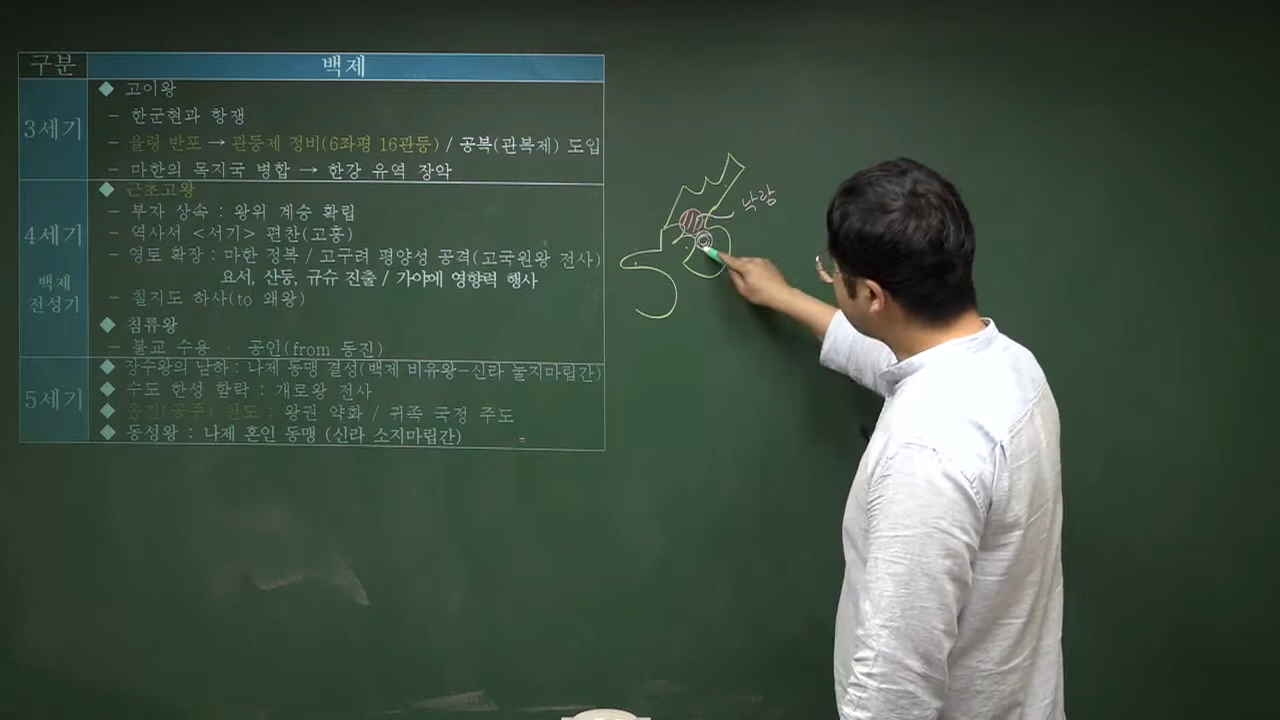 구분 백제
3세기
◆ 고이왕
- 한군현과 항쟁
- 율령 반포 → 관등제 정비(6좌평 16관등) / 공복(관복제) 도입
- 마한의 목지국 병합 → 한강 유역 장악
4세기
백제
전성기
◆ 근초고왕
- 부자 상속 : 왕위 계승 확립
- 역사서 <서기> 편찬(고흥)
- 영토 확장 : 마한 정복 / 고구려 평양성 공격(고국원왕 전사)
요서, 산둥, 규슈 진출 / 가야에 영향력 행사
- 칠지도 하사(to 왜왕)
◆ 침류왕
- 불교 수용 · 공인(from 동진)
5세기
◆ 장수왕의 남하 : 나제 동맹 결성(백제 비유왕-신라 눌지마립간)
◆ 수도 한성 함락 : 개로왕 전사
◆ 웅진(공주) 천도 : 왕권 약화 / 귀족 국정 주도
◆ 동성왕 : 나제 혼인 동맹 (신라 소지마립간)
낙랑